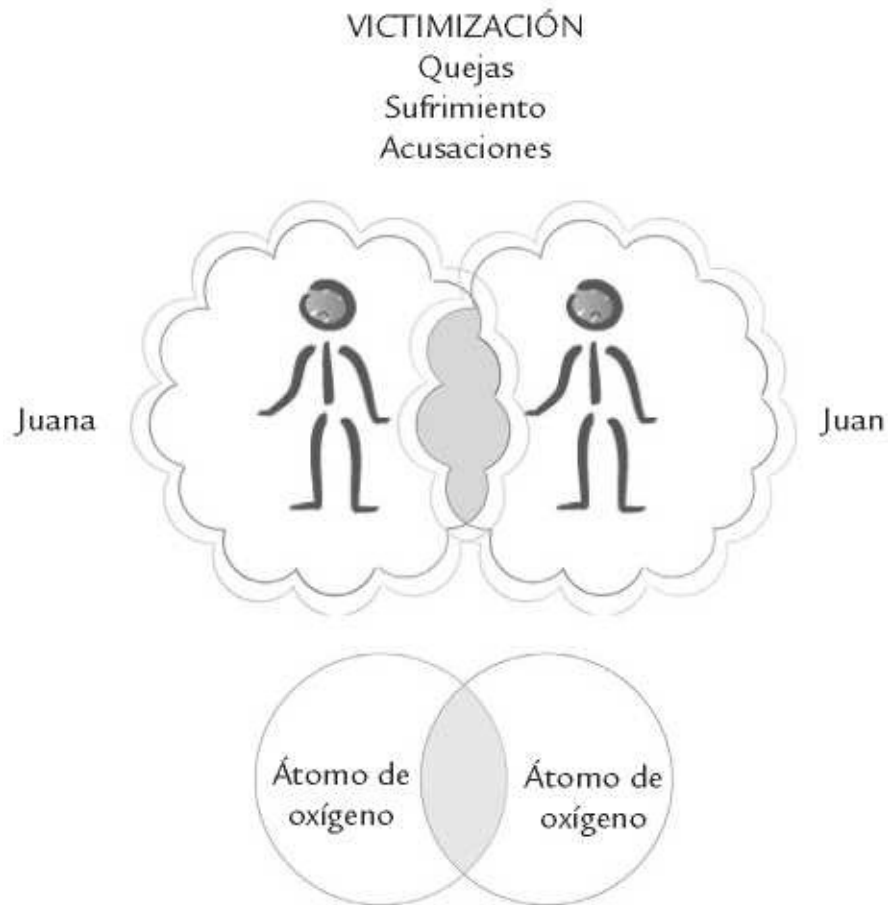 VICTIMIZACIÓN
Quejas
Sufrimiento
Acusaciones
Juana
Juan
Átomo de
oxígeno
Átomo de
oxígeno